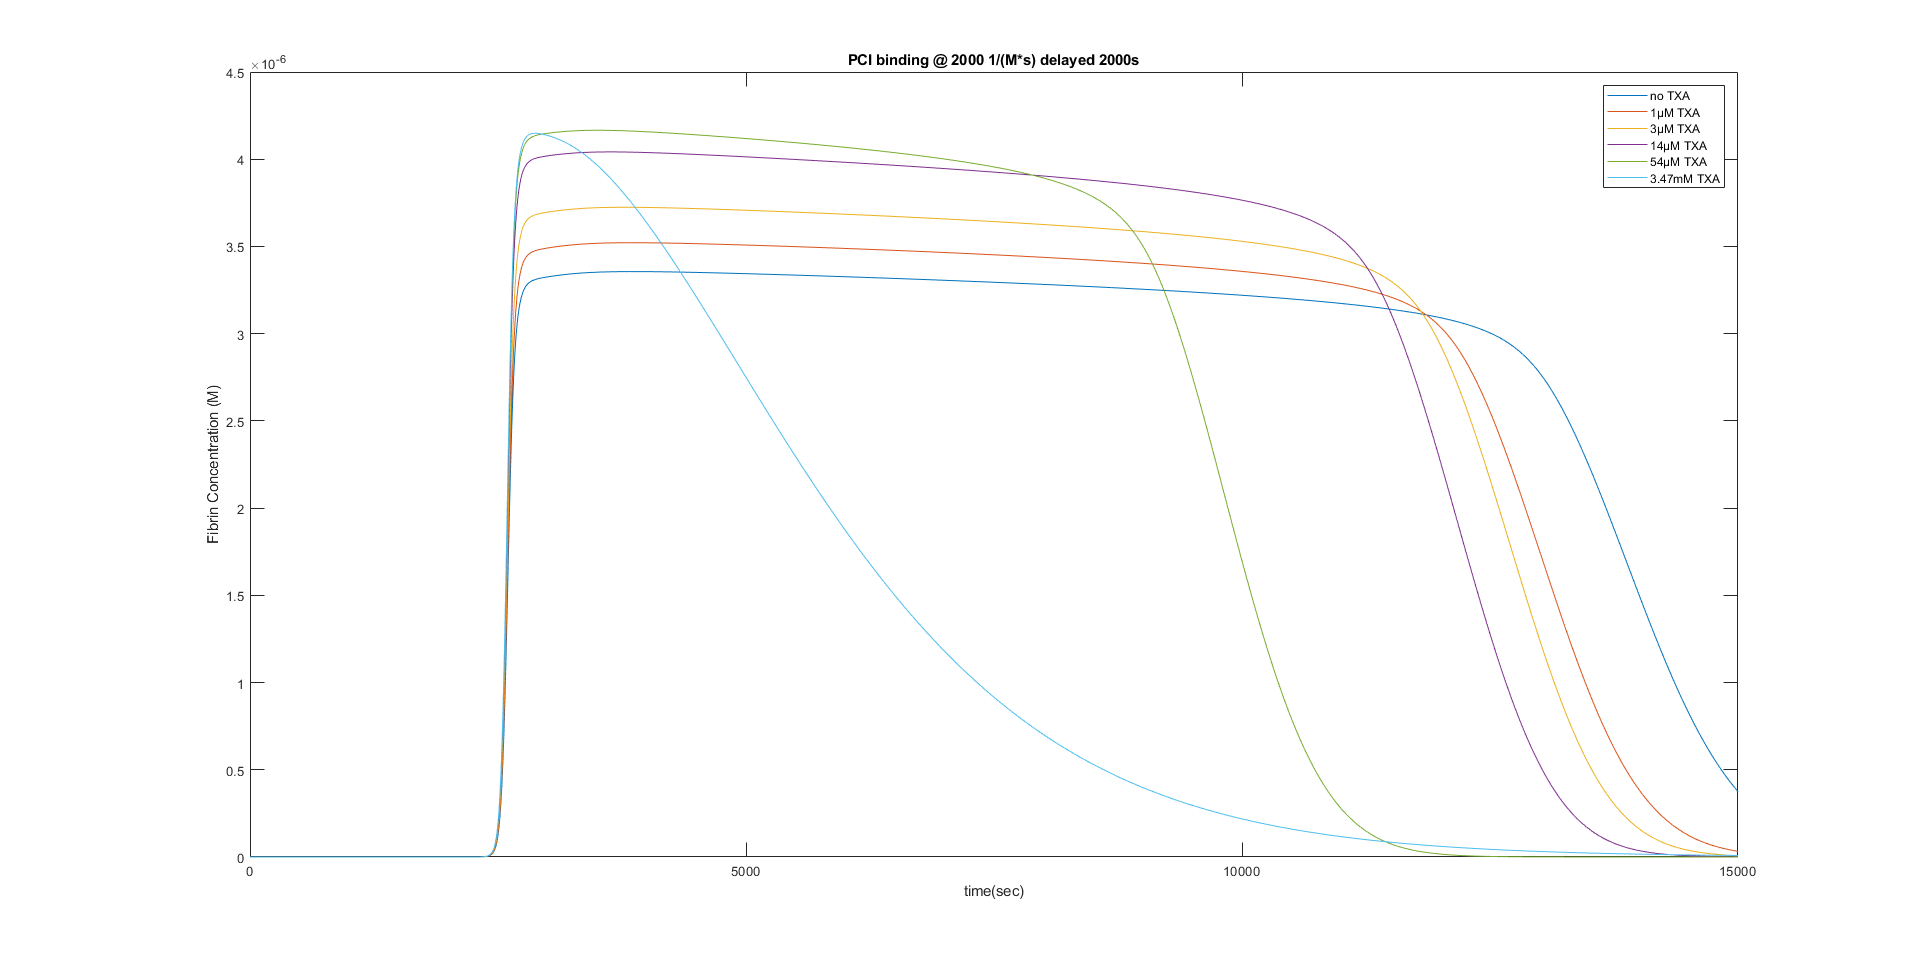 PCI binding @ 2000 1/(M*s) delayed 2000s
×10-6
4.5
4
3.5
3
2.5
2
1.5
1
0.5
0
Fibrin Concentration (M)
0
5000
10000
15000
time(sec)
no TXA
1µM TXA
3µM TXA
14µM TXA
54µM TXA
3.47mM TXA